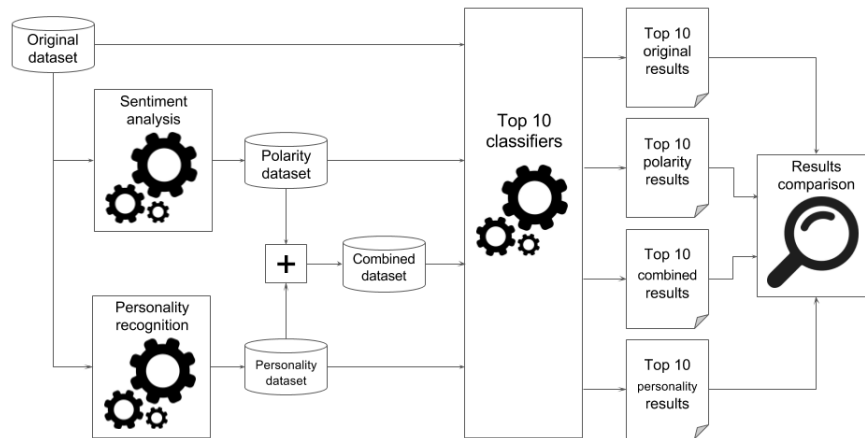 Original
dataset
Sentiment
analysis
Polarity
dataset
+
Combined
dataset
Personality
recognition
Personality
dataset
Top 10
classifiers
Top 10
original
results
Top 10
polarity
results
Top 10
combined
results
Top 10
personality
results
Results
comparison